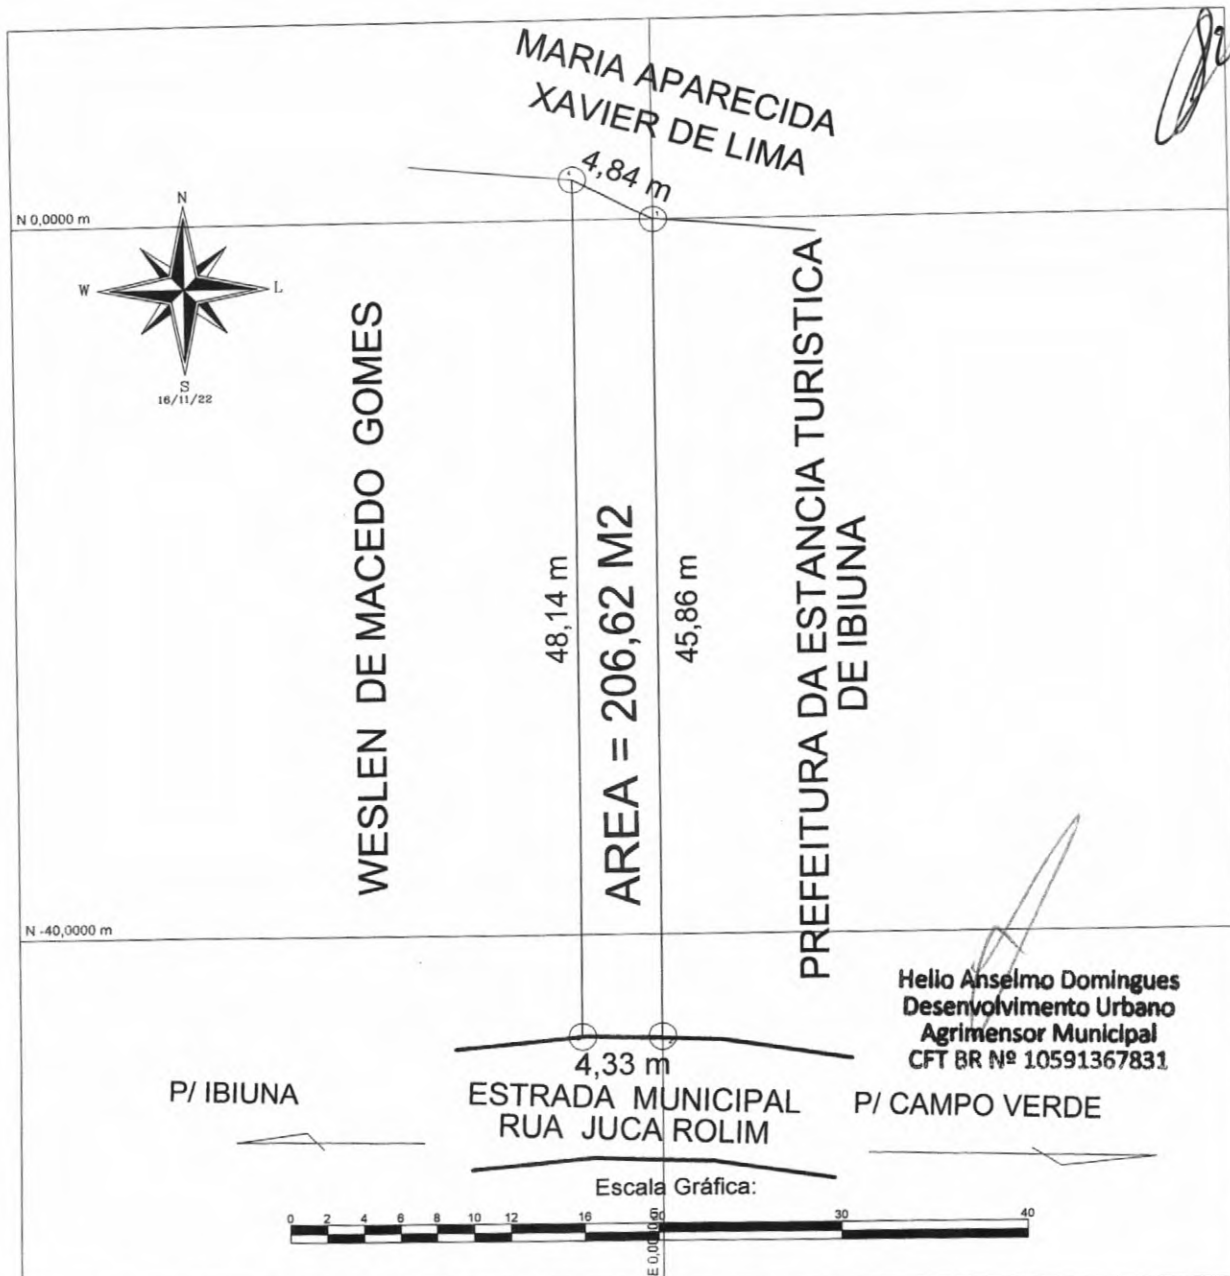 MARIA APARECIDA
XAVIER DE LIMA
4,84 m
N 0,0000 m
N
W
L
S
16/11/22
WESLEN DE MACEDO GOMES
48,14 m
AREA = 206,62 M2
45,86 m
PREFEITURA DA ESTANCIA TURISTICA
DE IBIUNA
N -40,0000 m
Helio Anselmo Domingues
Desenvolvimento Urbano
Agrimensor Municipal
CFT BR Nº 10591367831
4,33 m
P/ IBIUNA
ESTRADA MUNICIPAL
RUA JUCA ROLIM
P/ CAMPO VERDE
Escala Gráfica:
0 2 4 6 8 10 12 16 20 30 40